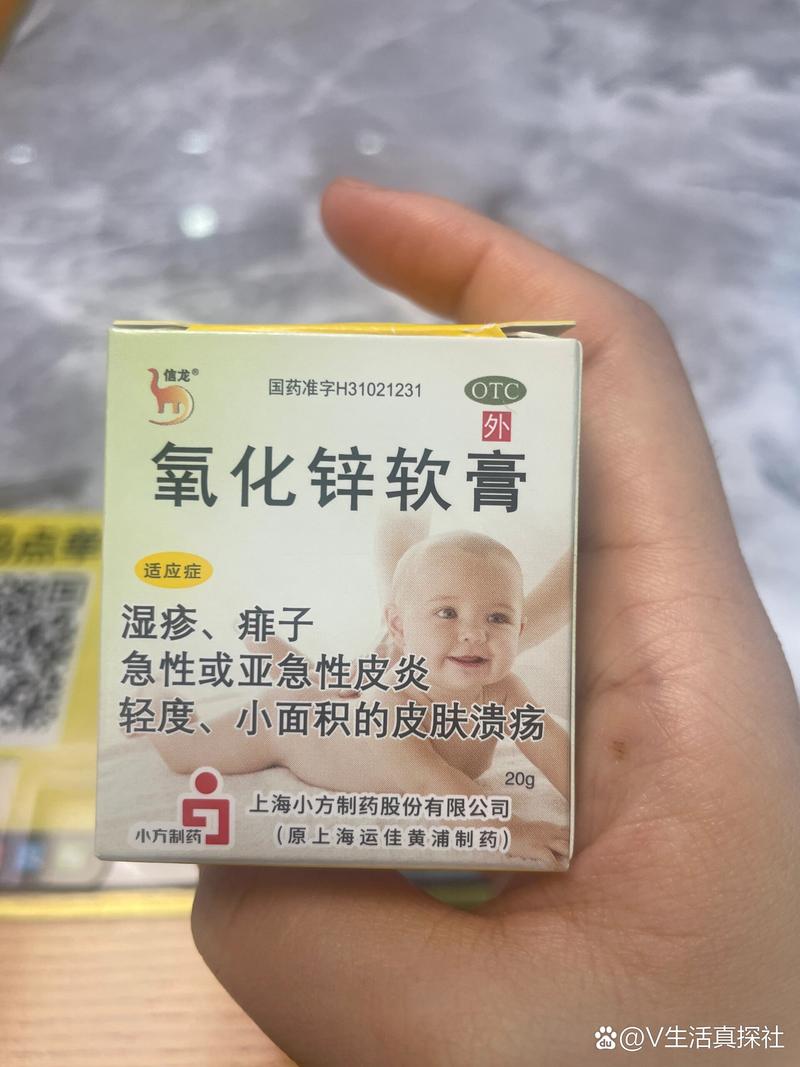 信龙®
国药准字H31021231
OTC
外
氧化锌软膏
适应症
湿疹、痱子
急性或亚急性皮炎
轻度、小面积的皮肤溃疡
20g
小方制药
上海小方制药股份有限公司
(原上海运佳黄浦制药)
点单
@V生活真探社